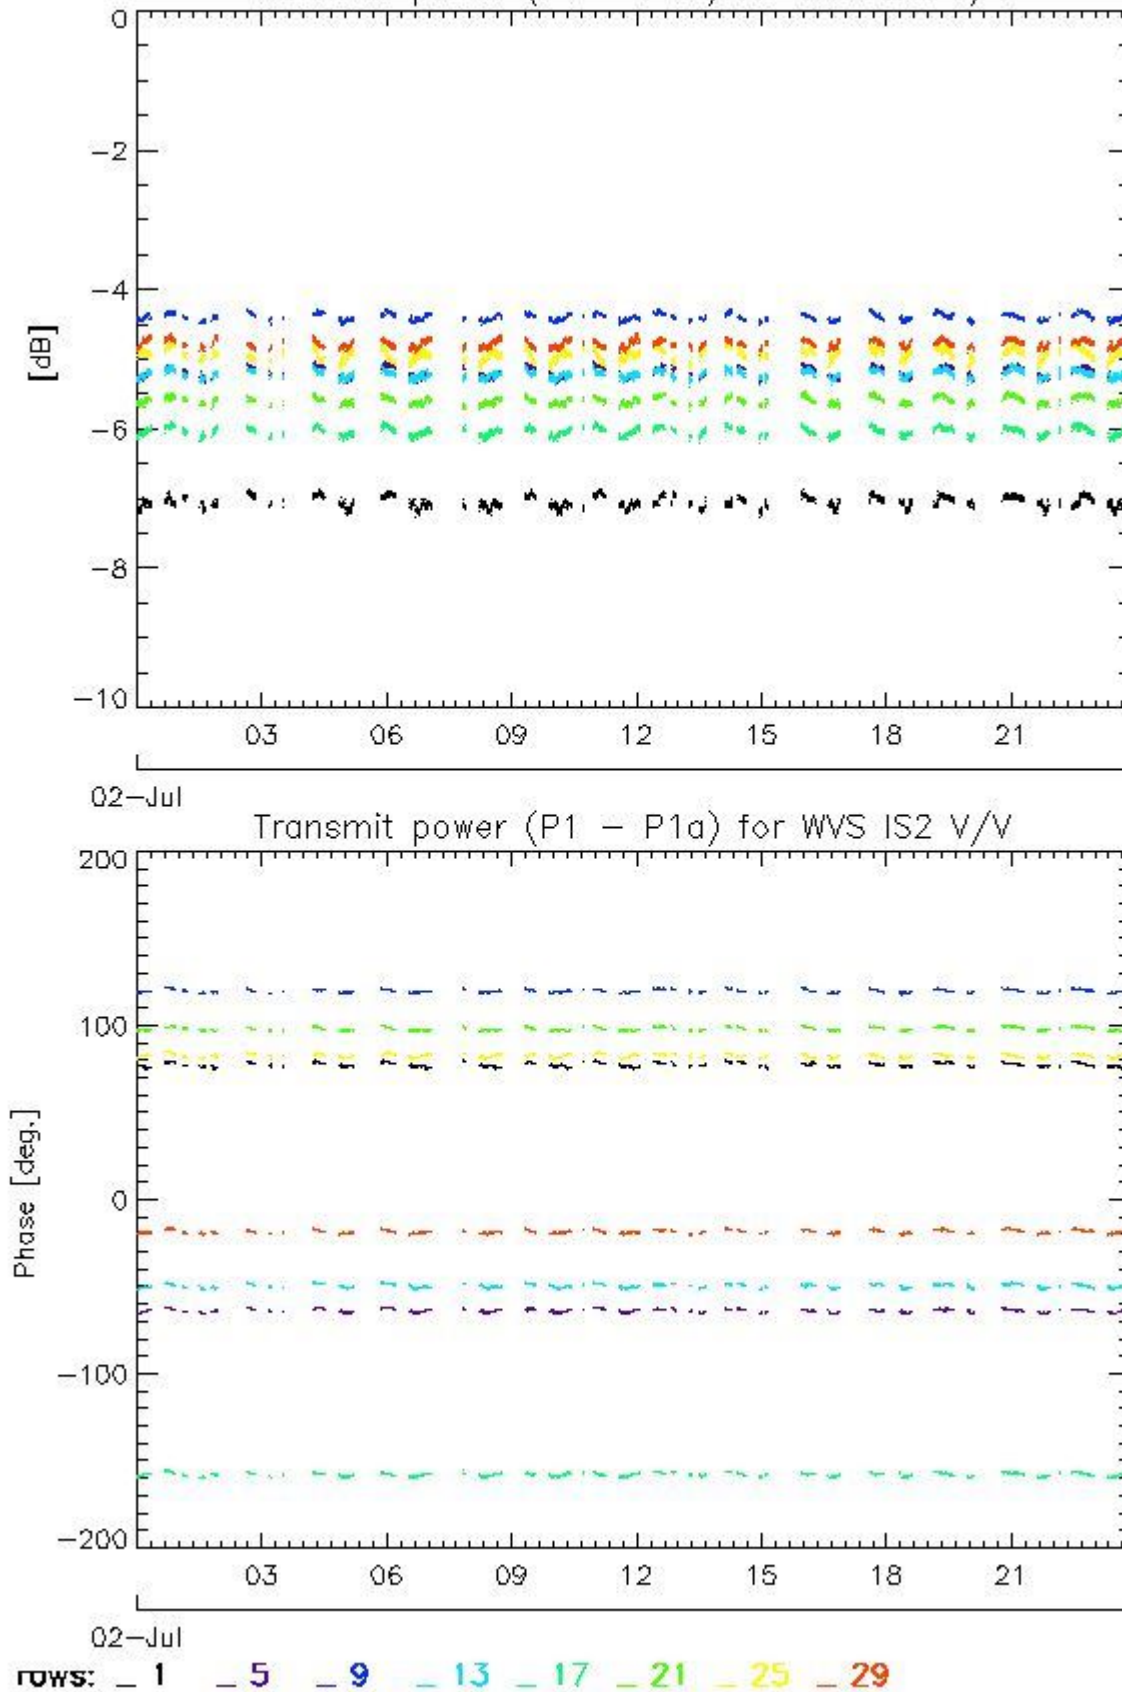 0
-2
-4
[dB]
-6
-8
-10
03 06 09 12 15 18 21
02-Jul
Transmit power (P1 - P1a) for WVS IS2 V/V
200
100
0
Phase [deg.]
-100
-200
03 06 09 12 15 18 21
02-Jul
rows: _ 1 _ 5 _ 9 _ 13 _ 17 _ 21 _ 25 _ 29